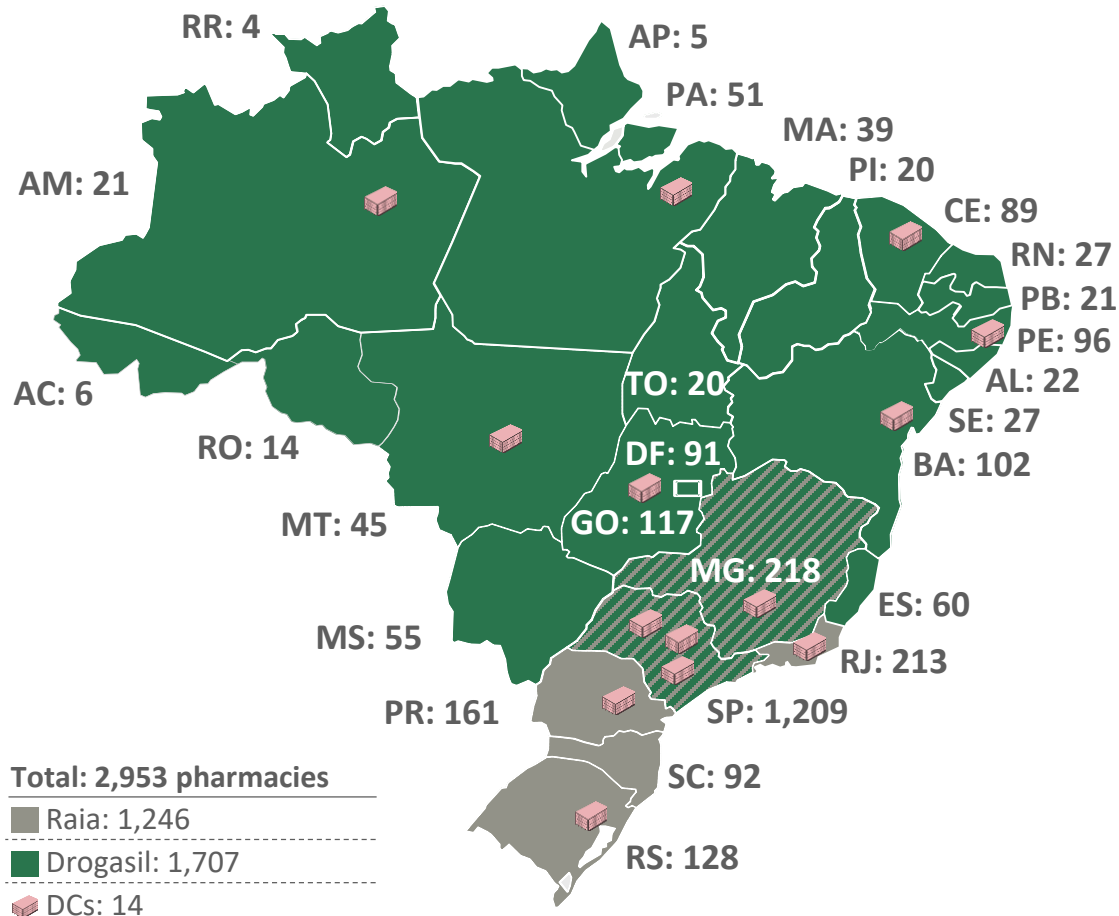 RR: 4
AP: 5
PA: 51
MA: 39
PI: 20
AM: 21
CE: 89
RN: 27
PB: 21
PE: 96
AC: 6
TO: 20
AL: 22
SE: 27
RO: 14
DF: 91
BA: 102
MT: 45
GO: 117
MG: 218
ES: 60
MS: 55
RJ: 213
PR: 161
SP: 1,209
Total: 2,953 pharmacies
SC: 92
Raia: 1,246
RS: 128
Drogasil: 1,707
DCs: 14